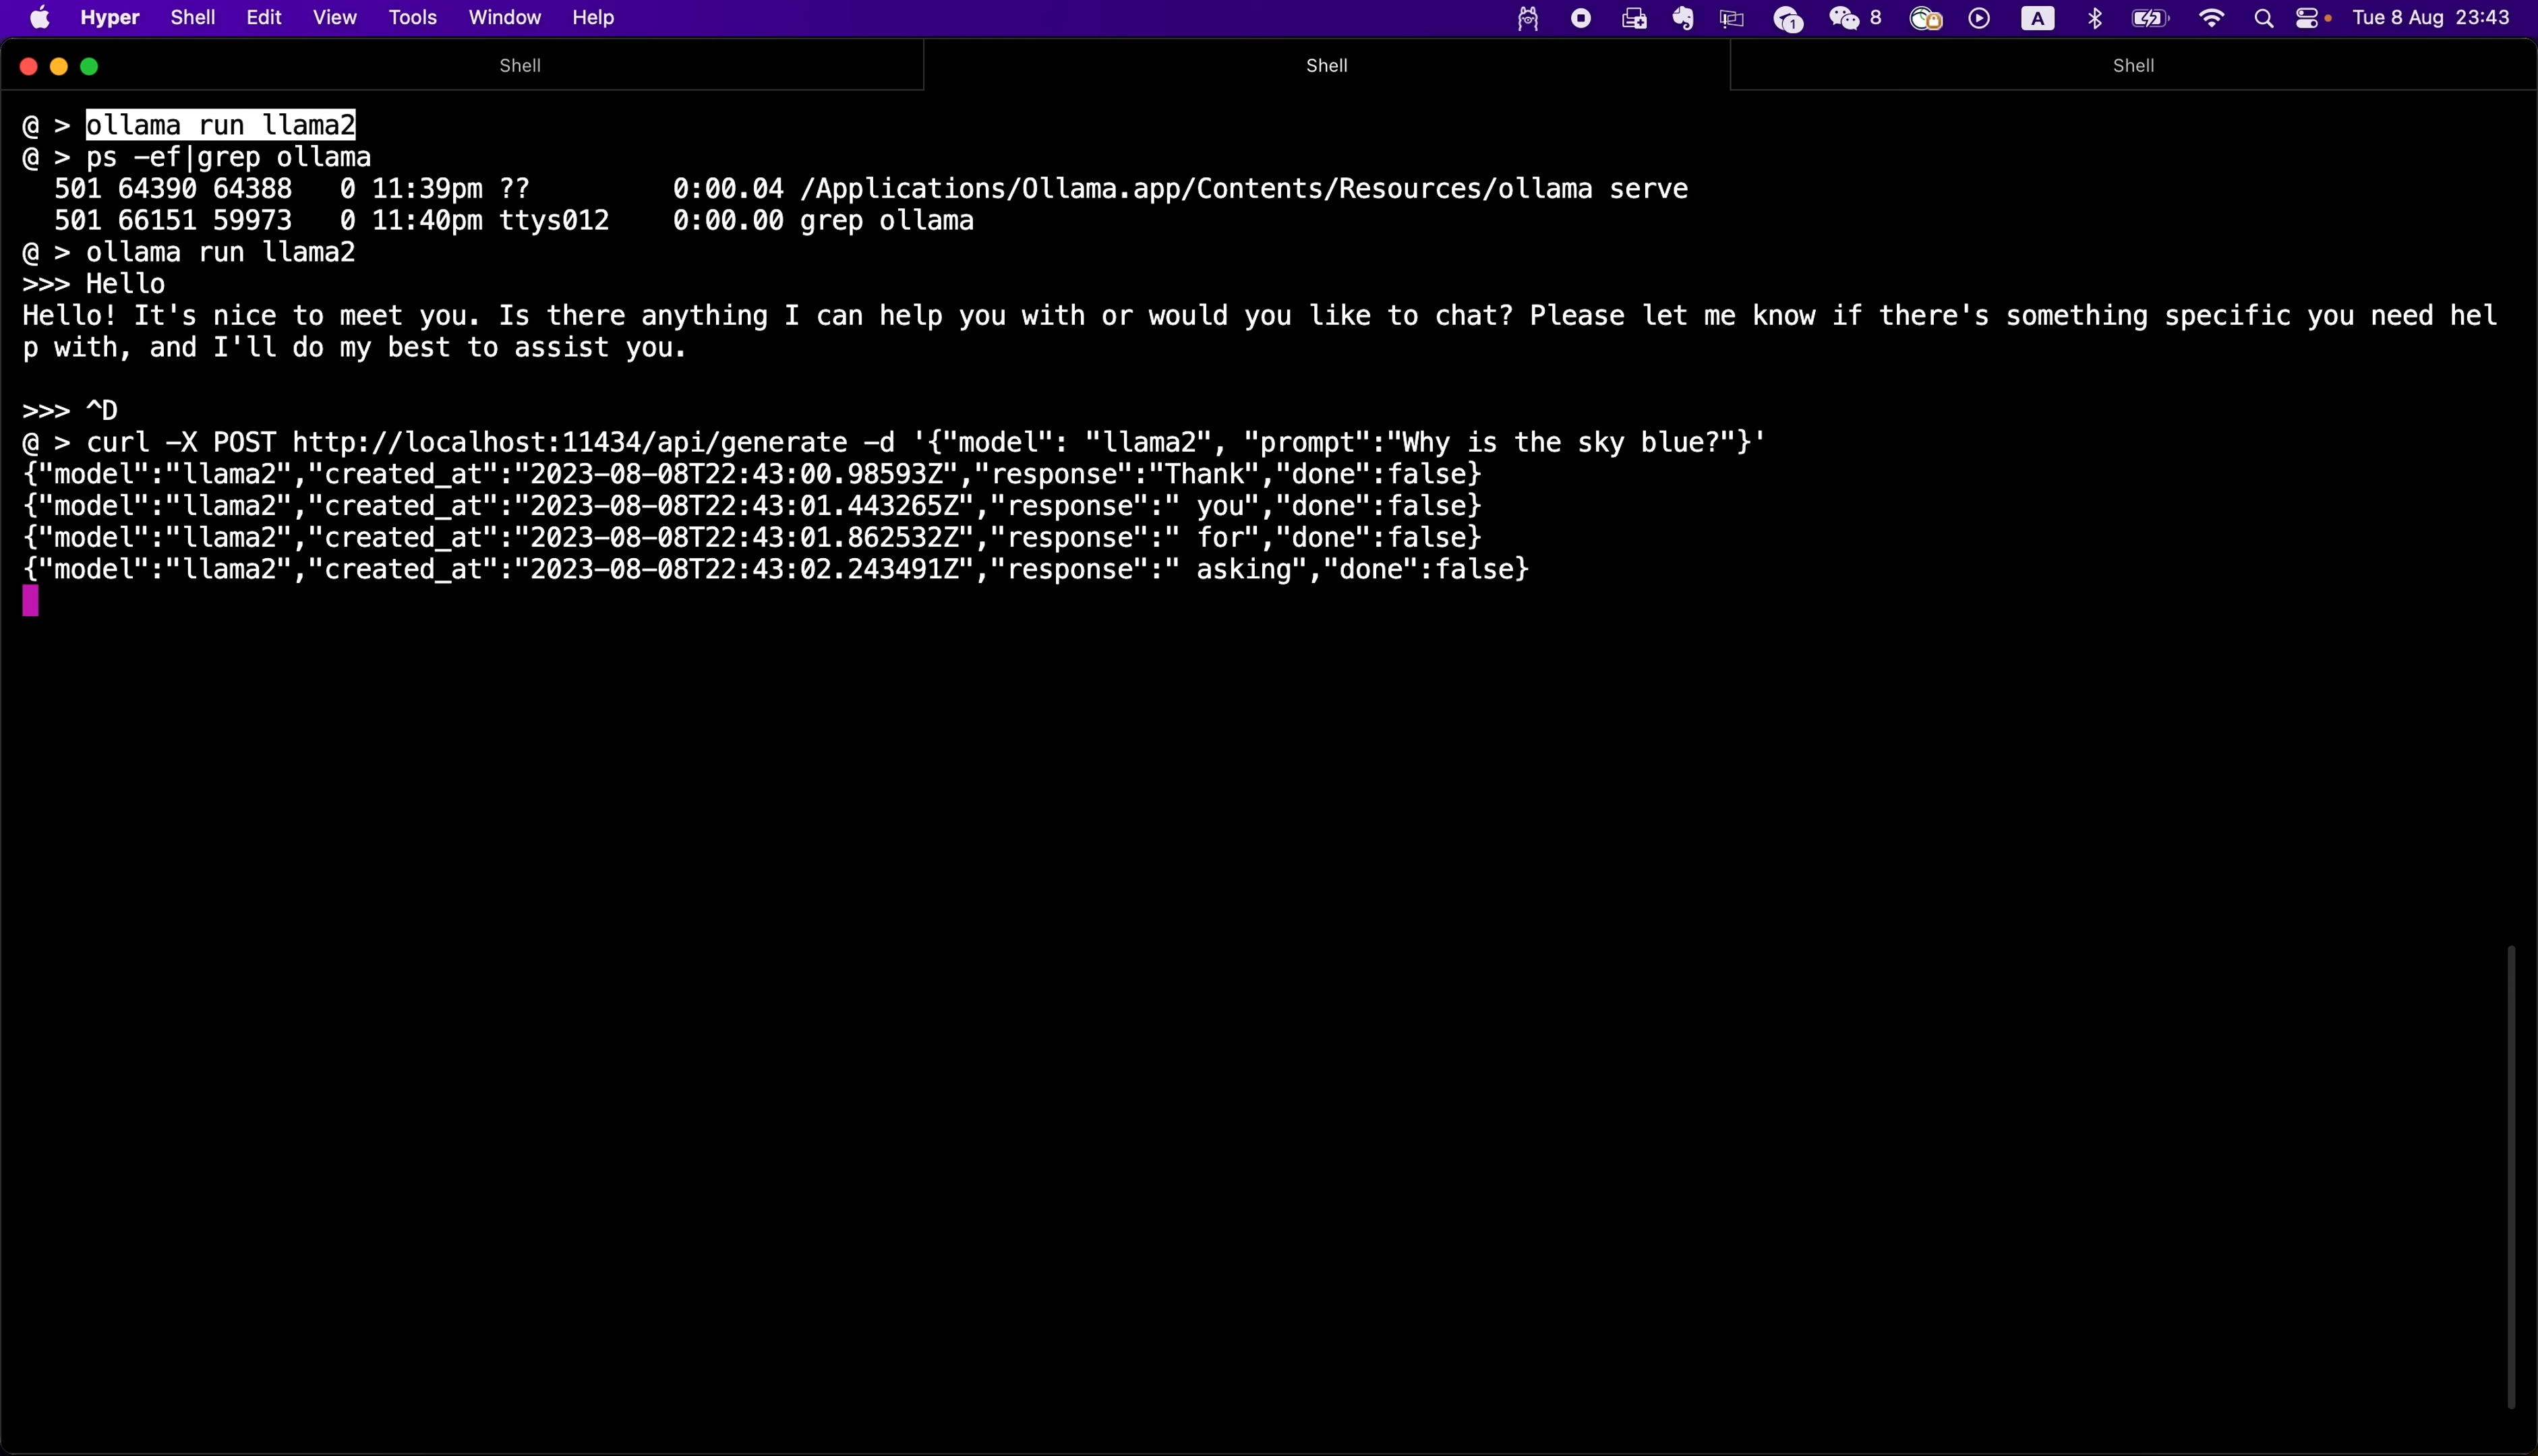 Hyper Shell Edit View Tools Window Help 1 8 A Tue 8 Aug 23:43
Shell Shell Shell
@ > ollama run llama2
@ > ps -ef|grep ollama
  501 64390 64388   0 11:39pm ??         0:00.04 /Applications/Ollama.app/Contents/Resources/ollama serve
  501 66151 59973   0 11:40pm ttys012    0:00.00 grep ollama
@ > ollama run llama2
>>> Hello
Hello! It's nice to meet you. Is there anything I can help you with or would you like to chat? Please let me know if there's something specific you need hel
p with, and I'll do my best to assist you.
>>> ^D
@ > curl -X POST http://localhost:11434/api/generate -d '{"model": "llama2", "prompt":"Why is the sky blue?"}'
{"model":"llama2","created_at":"2023-08-08T22:43:00.98593Z","response":"Thank","done":false}
{"model":"llama2","created_at":"2023-08-08T22:43:01.443265Z","response":" you","done":false}
{"model":"llama2","created_at":"2023-08-08T22:43:01.862532Z","response":" for","done":false}
{"model":"llama2","created_at":"2023-08-08T22:43:02.243491Z","response":" asking","done":false}